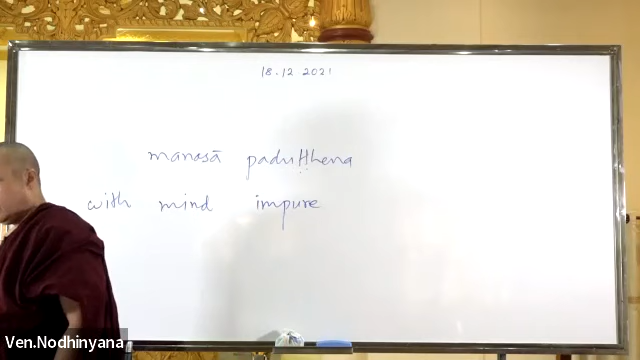 18.12 2021
manasā paduṭṭhena
with mind impure
Ven.Nodhinyana